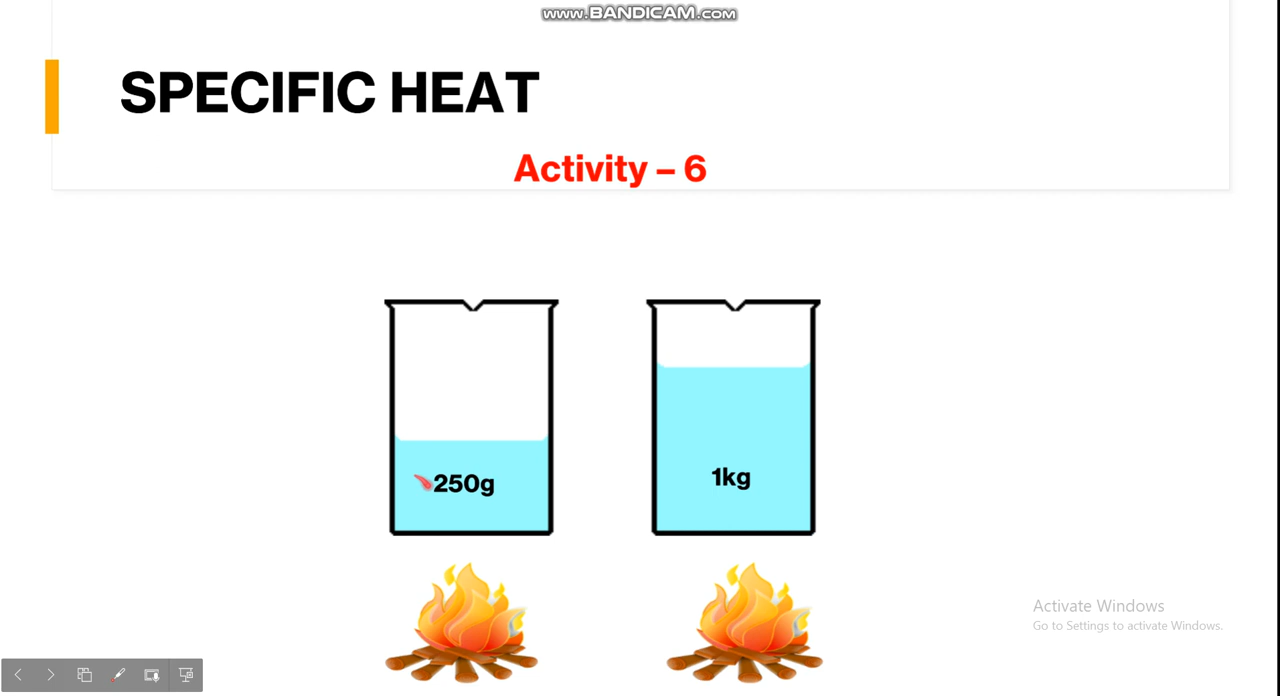 www.BANDICAM.com
SPECIFIC HEAT
Activity – 6
250g
1kg
Activate Windows
Go to Settings to activate Windows.